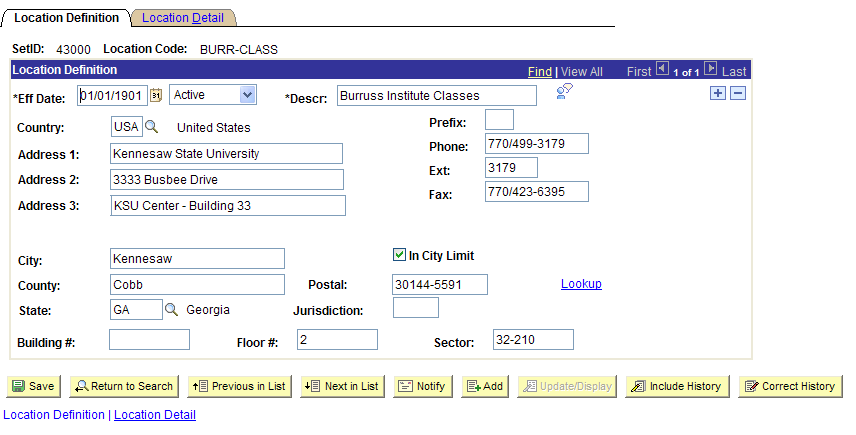 Location Definition Location Detail
SetID: 43000 Location Code: BURR-CLASS
Location Definition Find | View All First 1 of 1 Last
*Eff Date: 01/01/1901 31 Active *Descr: Burruss Institute Classes
Country: USA United States Prefix:
Address 1: Kennesaw State University Phone: 770/499-3179
Address 2: 3333 Busbee Drive Ext: 3179
Address 3: KSU Center - Building 33 Fax: 770/423-6395
City: Kennesaw In City Limit
County: Cobb Postal: 30144-5591 Lookup
State: GA Georgia Jurisdiction:
Building #: Floor #: 2 Sector: 32-210
Save Return to Search Previous in List Next in List Notify Add Update/Display Include History Correct History
Location Definition | Location Detail